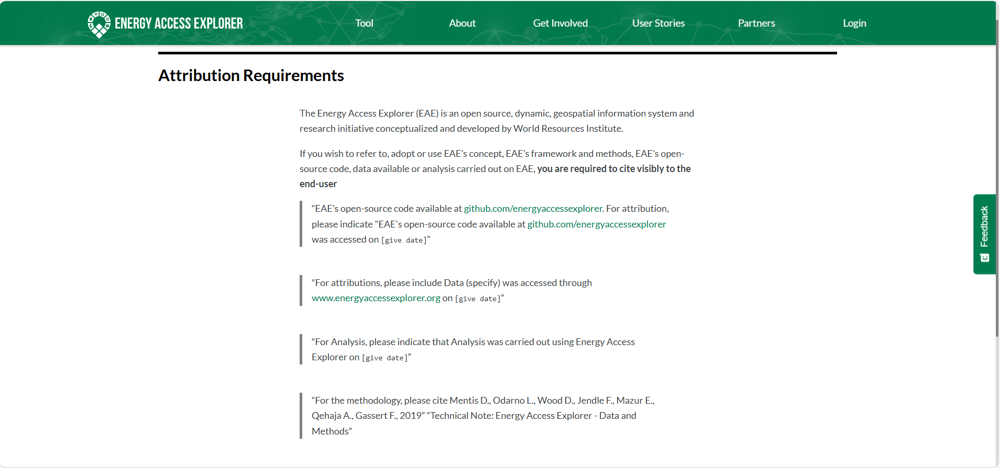 ENERGY ACCESS EXPLORER
Tool
About
Get Involved
User Stories
Partners
Login
Attribution Requirements
The Energy Access Explorer (EAE) is an open source, dynamic, geospatial information system and
research initiative conceptualized and developed by World Resources Institute.
If you wish to refer to, adopt or use EAE’s concept, EAE’s framework and methods, EAE’s open-
source code, data available or analysis carried out on EAE, you are required to cite visibly to the
end-user
“EAE’s open-source code available at github.com/energyaccessexplorer. For attribution,
please indicate "EAE's open-source code available at github.com/energyaccessexplorer
was accessed on [give date]”
“For attributions, please include Data (specify) was accessed through
www.energyaccessexplorer.org on [give date]”
“For Analysis, please indicate that Analysis was carried out using Energy Access
Explorer on [give date]”
“For the methodology, please cite Mentis D., Odarno L., Wood D., Jendle F., Mazur E.,
Qehaja A., Gassert F., 2019” “Technical Note: Energy Access Explorer - Data and
Methods”
Feedback